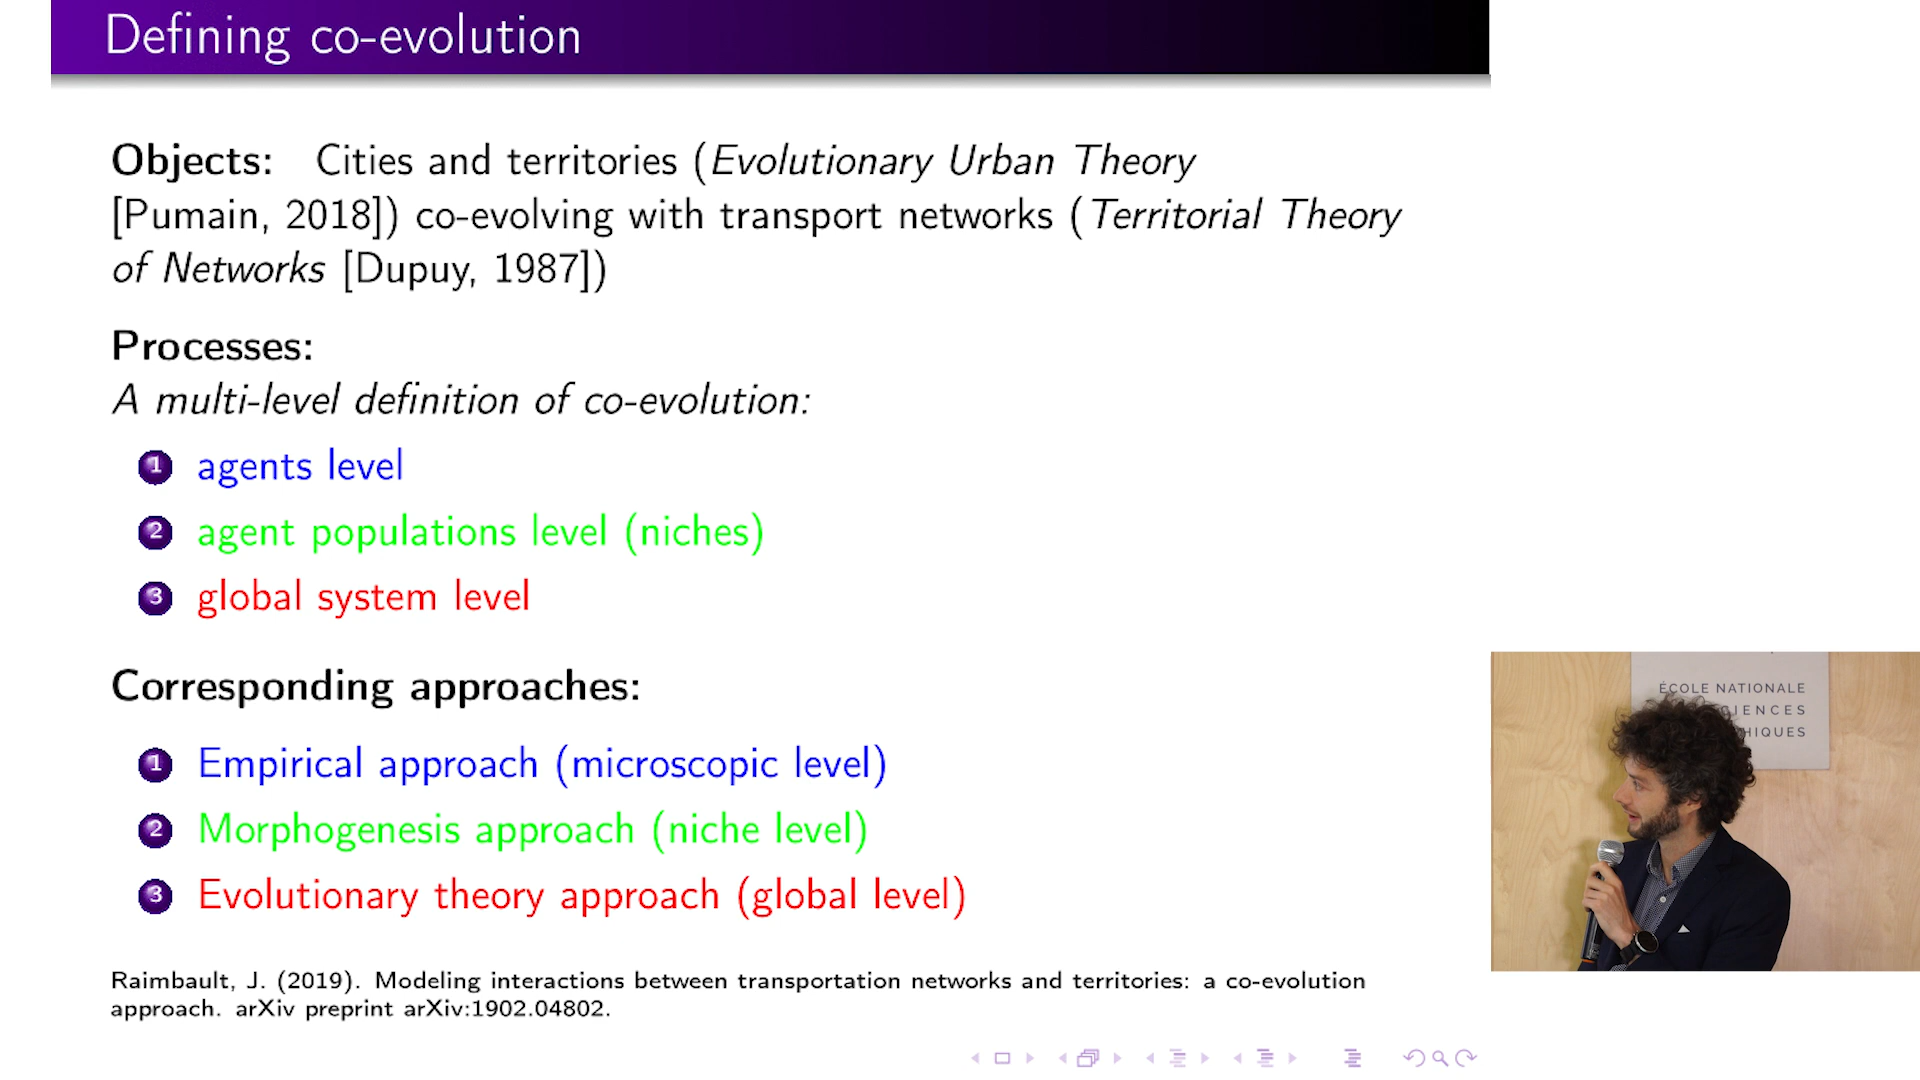 Defining co-evolution
Objects: Cities and territories (Evolutionary Urban Theory
[Pumain, 2018]) co-evolving with transport networks (Territorial Theory
of Networks [Dupuy, 1987])
Processes:
A multi-level definition of co-evolution:
1 agents level
2 agent populations level (niches)
3 global system level
Corresponding approaches:
1 Empirical approach (microscopic level)
2 Morphogenesis approach (niche level)
3 Evolutionary theory approach (global level)
Raimbault, J. (2019). Modeling interactions between transportation networks and territories: a co-evolution
approach. arXiv preprint arXiv:1902.04802.
ÉCOLE NATIONALE